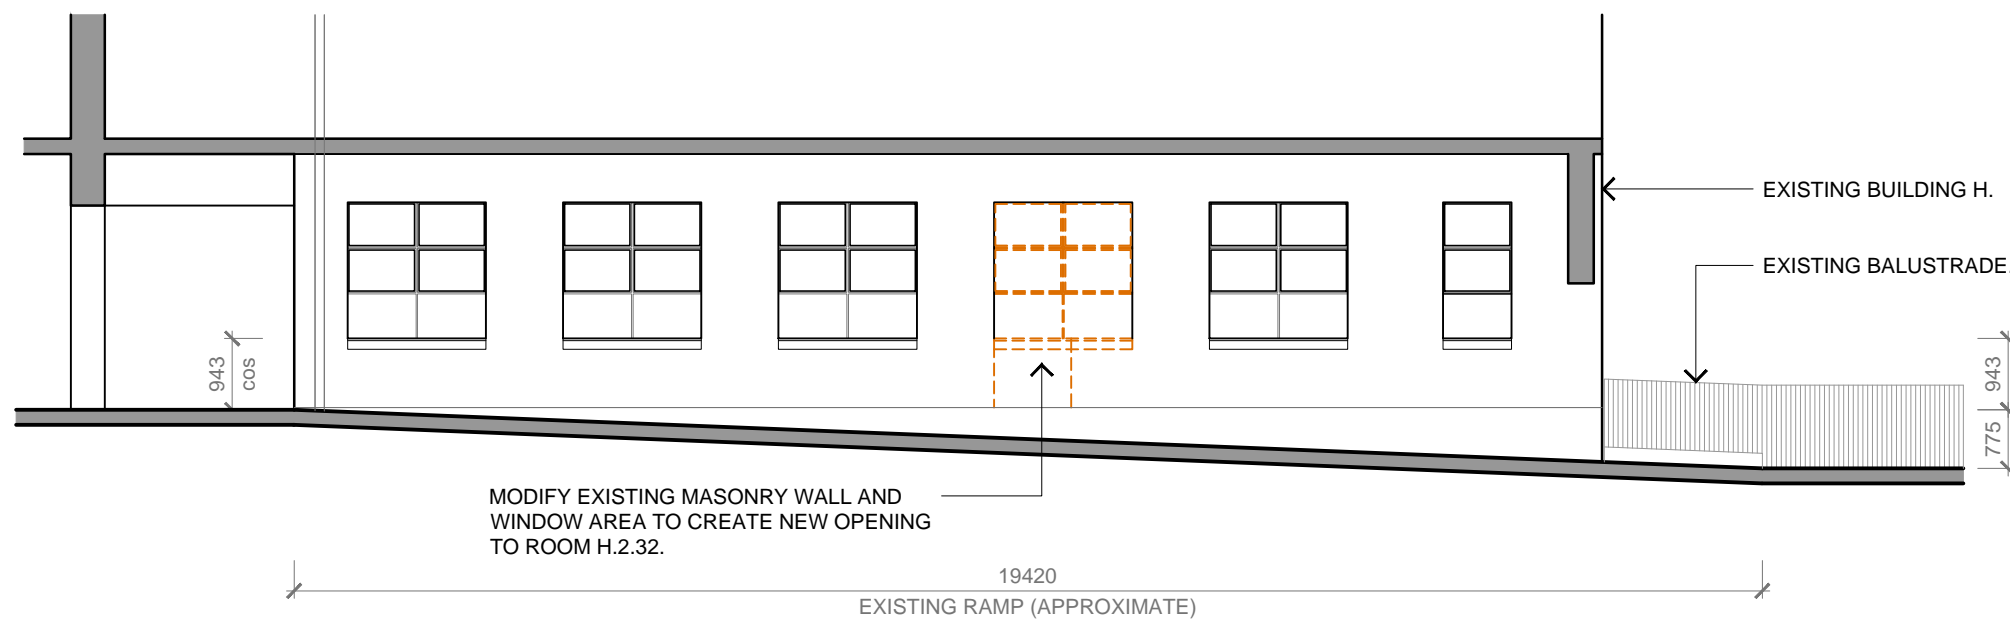 EXISTING BUILDING H.
EXISTING BALUSTRADE.
943
cos
943
775
MODIFY EXISTING MASONRY WALL AND
WINDOW AREA TO CREATE NEW OPENING
TO ROOM H.2.32.
19420
EXISTING RAMP (APPROXIMATE)